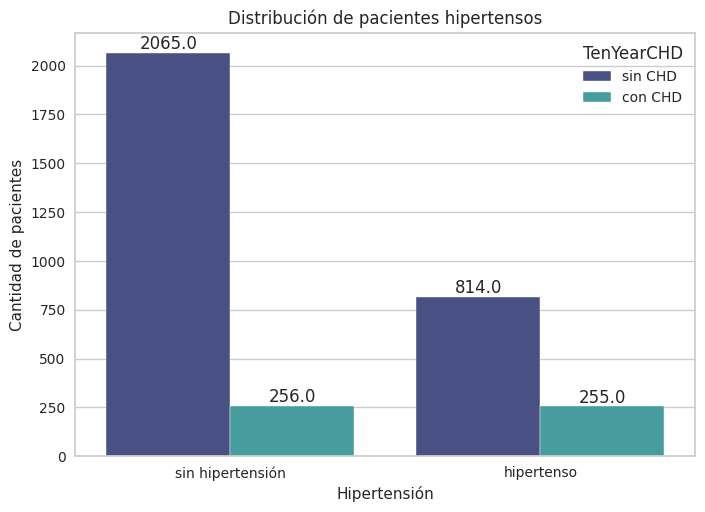 Distribución de pacientes hipertensos
TenYearCHD
sin CHD
con CHD
2065.0
256.0
814.0
255.0
Cantidad de pacientes
2000
1750
1500
1250
1000
750
500
250
0
sin hipertensión
hipertenso
Hipertensión